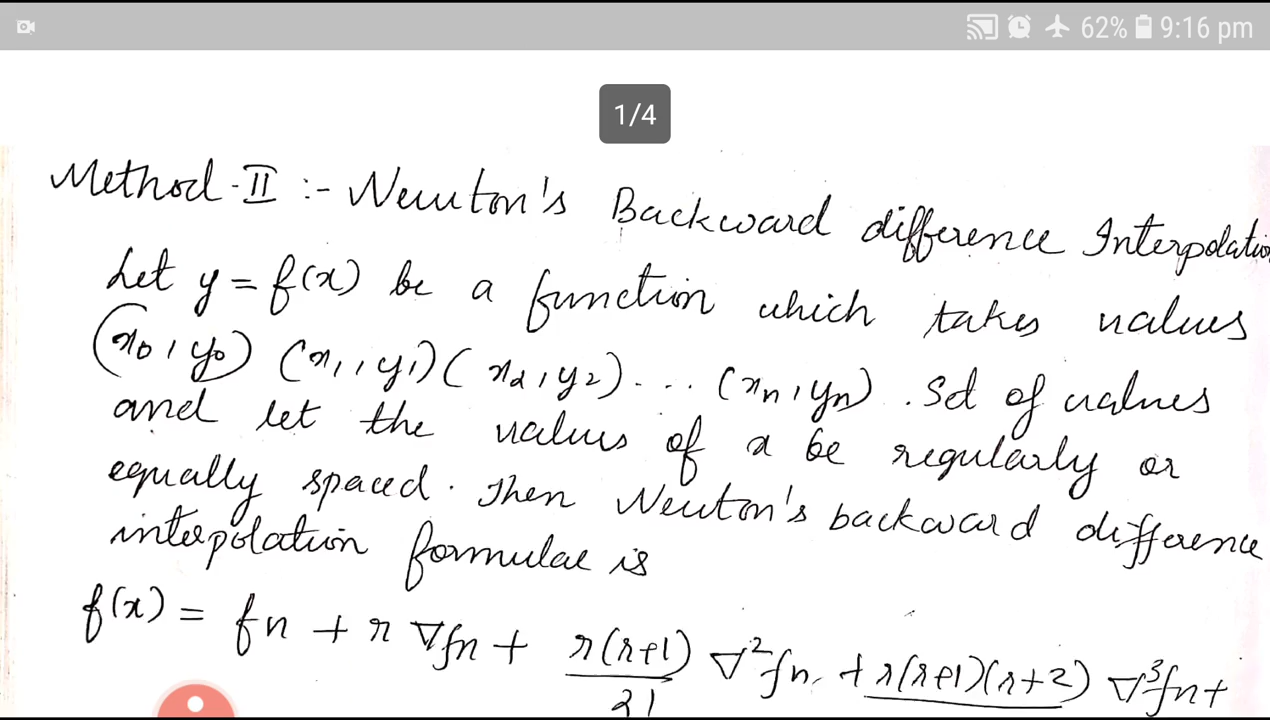 62% 9:16 pm
1/4
Method-II :- Newton's Backward difference Interpolatio
Let y = f(x) be a function which takes values
(x0, y0) (x1, y1) (x2, y2) . . . . (xn, yn) . Set of values
and let the values of x be regularly or
equally spaced. Then Newton's backward difference
interpolation formulae is
f(x) = fn + r ∇fn + r(r+1)/2! ∇²fn + r(r+1)(r+2) ∇³fn +